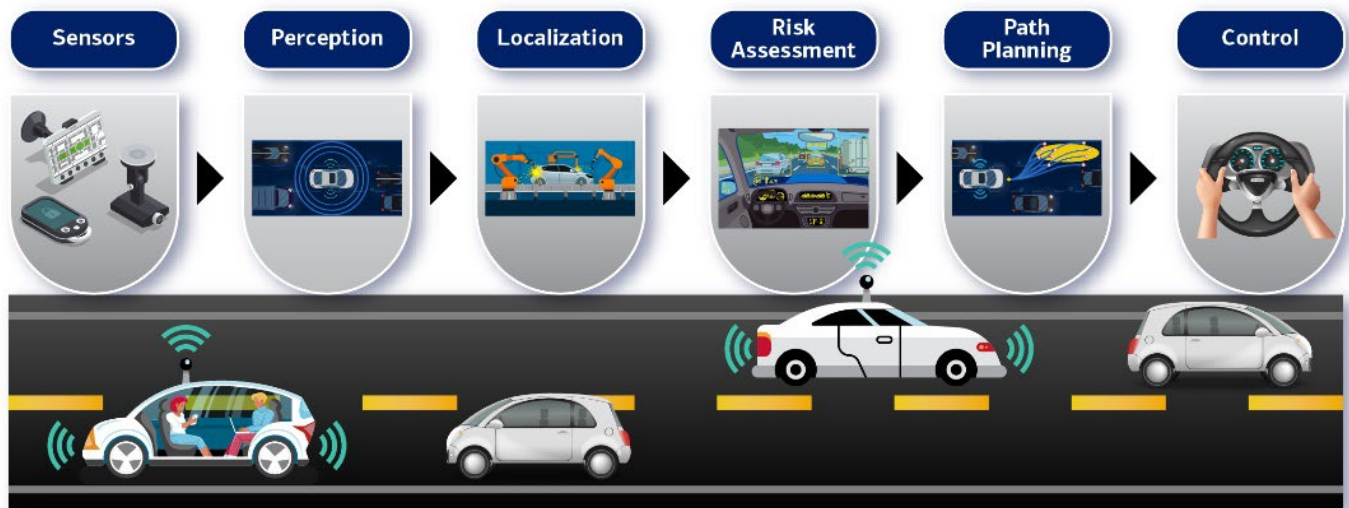 Sensors
Perception
Localization
Risk
Assessment
Path
Planning
Control